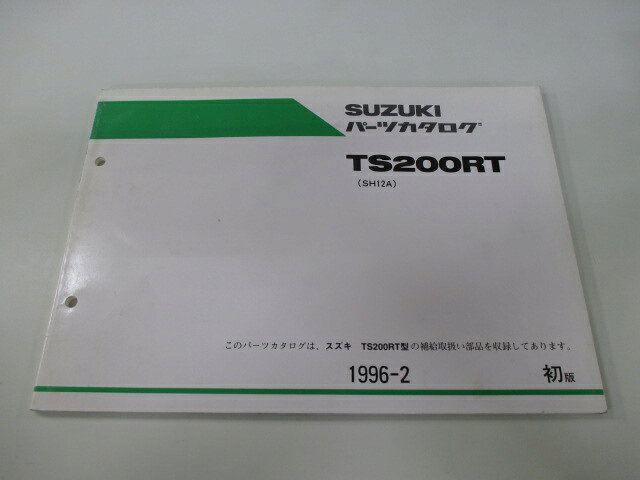 SUZUKI
パーツカタログ
TS200RT
(SH12A)
このパーツカタログは、スズキ TS200RT型の補給取扱い部品を収録してあります。
1996-2 初版